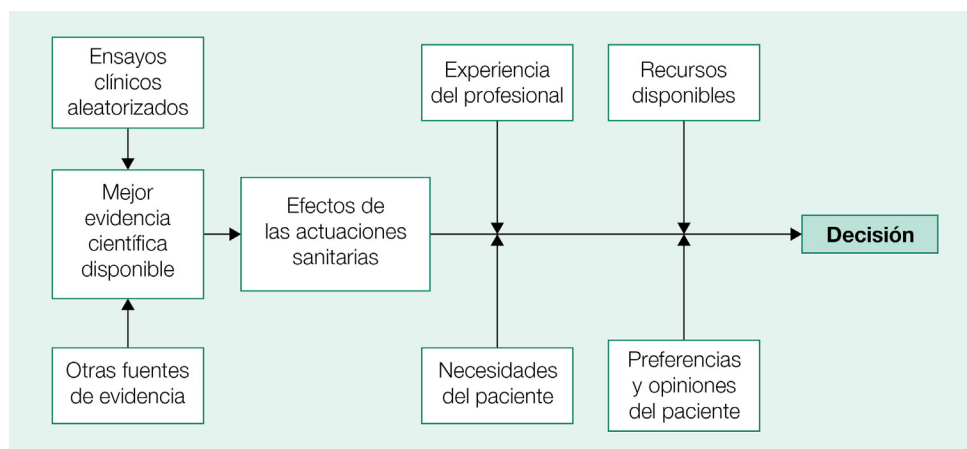 Ensayos
clínicos
aleatorizados
Mejor
evidencia
científica
disponible
Otras fuentes
de evidencia
Efectos de
las actuaciones
sanitarias
Experiencia
del profesional
Necesidades
del paciente
Recursos
disponibles
Preferencias
y opiniones
del paciente
Decisión